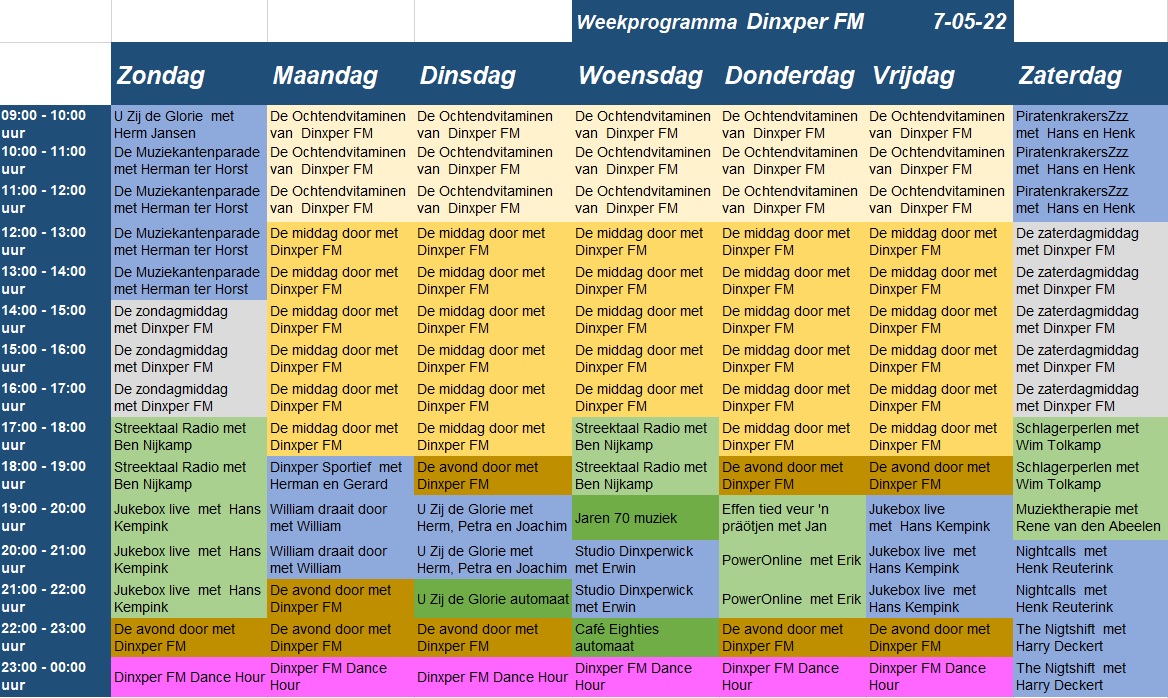 Weekprogramma Dinxper FM 7-05-22
Zondag Maandag Dinsdag Woensdag Donderdag Vrijdag Zaterdag
09:00 - 10:00 U Zij de Glorie met De Ochtendvitaminen De Ochtendvitaminen De Ochtendvitaminen De Ochtendvitaminen De Ochtendvitaminen PiratenkrakersZzz
uur Herm Jansen van Dinxper FM van Dinxper FM van Dinxper FM van Dinxper FM van Dinxper FM met Hans en Henk
10:00 - 11:00 De Muziekantenparade De Ochtendvitaminen De Ochtendvitaminen De Ochtendvitaminen De Ochtendvitaminen De Ochtendvitaminen PiratenkrakersZzz
uur met Herman ter Horst van Dinxper FM van Dinxper FM van Dinxper FM van Dinxper FM van Dinxper FM met Hans en Henk
11:00 - 12:00 De Muziekantenparade De Ochtendvitaminen De Ochtendvitaminen De Ochtendvitaminen De Ochtendvitaminen De Ochtendvitaminen PiratenkrakersZzz
uur met Herman ter Horst van Dinxper FM van Dinxper FM van Dinxper FM van Dinxper FM van Dinxper FM met Hans en Henk
12:00 - 13:00 De Muziekantenparade De middag door met De middag door met De middag door met De middag door met De middag door met De zaterdagmiddag
uur met Herman ter Horst Dinxper FM Dinxper FM Dinxper FM Dinxper FM Dinxper FM met Dinxper FM
13:00 - 14:00 De Muziekantenparade De middag door met De middag door met De middag door met De middag door met De middag door met De zaterdagmiddag
uur met Herman ter Horst Dinxper FM Dinxper FM Dinxper FM Dinxper FM Dinxper FM met Dinxper FM
14:00 - 15:00 De zondagmiddag De middag door met De middag door met De middag door met De middag door met De middag door met De zaterdagmiddag
uur met Dinxper FM Dinxper FM Dinxper FM Dinxper FM Dinxper FM Dinxper FM met Dinxper FM
15:00 - 16:00 De zondagmiddag De middag door met De middag door met De middag door met De middag door met De middag door met De zaterdagmiddag
uur met Dinxper FM Dinxper FM Dinxper FM Dinxper FM Dinxper FM Dinxper FM met Dinxper FM
16:00 - 17:00 De zondagmiddag De middag door met De middag door met De middag door met De middag door met De middag door met De zaterdagmiddag
uur met Dinxper FM Dinxper FM Dinxper FM Dinxper FM Dinxper FM Dinxper FM met Dinxper FM
17:00 - 18:00 Streektaal Radio met De middag door met De middag door met Streektaal Radio met De middag door met De middag door met Schlagerperlen met
uur Ben Nijkamp Dinxper FM Dinxper FM Ben Nijkamp Dinxper FM Dinxper FM Wim Tolkamp
18:00 - 19:00 Streektaal Radio met Dinxper Sportief met De avond door met Streektaal Radio met De avond door met De avond door met Schlagerperlen met
uur Ben Nijkamp Herman en Gerard Dinxper FM Ben Nijkamp Dinxper FM Dinxper FM Wim Tolkamp
19:00 - 20:00 Jukebox live met Hans William draait door U Zij de Glorie met Jaren 70 muziek Effen tied veur 'n Jukebox live Muziektherapie met
uur Kempink met William Herm, Petra en Joachim präötjen met Jan met Hans Kempink Rene van den Abeelen
20:00 - 21:00 Jukebox live met Hans William draait door U Zij de Glorie met Studio Dinxperwick PowerOnline met Erik Jukebox live met Nightcalls met
uur Kempink met William Herm, Petra en Joachim met Erwin Hans Kempink Henk Reuterink
21:00 - 22:00 Jukebox live met Hans De avond door met U Zij de Glorie automaat Studio Dinxperwick PowerOnline met Erik Jukebox live met Nightcalls met
uur Kempink Dinxper FM met Erwin Hans Kempink Henk Reuterink
22:00 - 23:00 De avond door met De avond door met De avond door met Café Eighties De avond door met De avond door met The Nigtshift met
uur Dinxper FM Dinxper FM Dinxper FM automaat Dinxper FM Dinxper FM Harry Deckert
23:00 - 00:00 Dinxper FM Dance Hour Dinxper FM Dance Dinxper FM Dance Hour Dinxper FM Dance Dinxper FM Dance Dinxper FM Dance The Nigtshift met
uur Hour Hour Hour Hour Harry Deckert